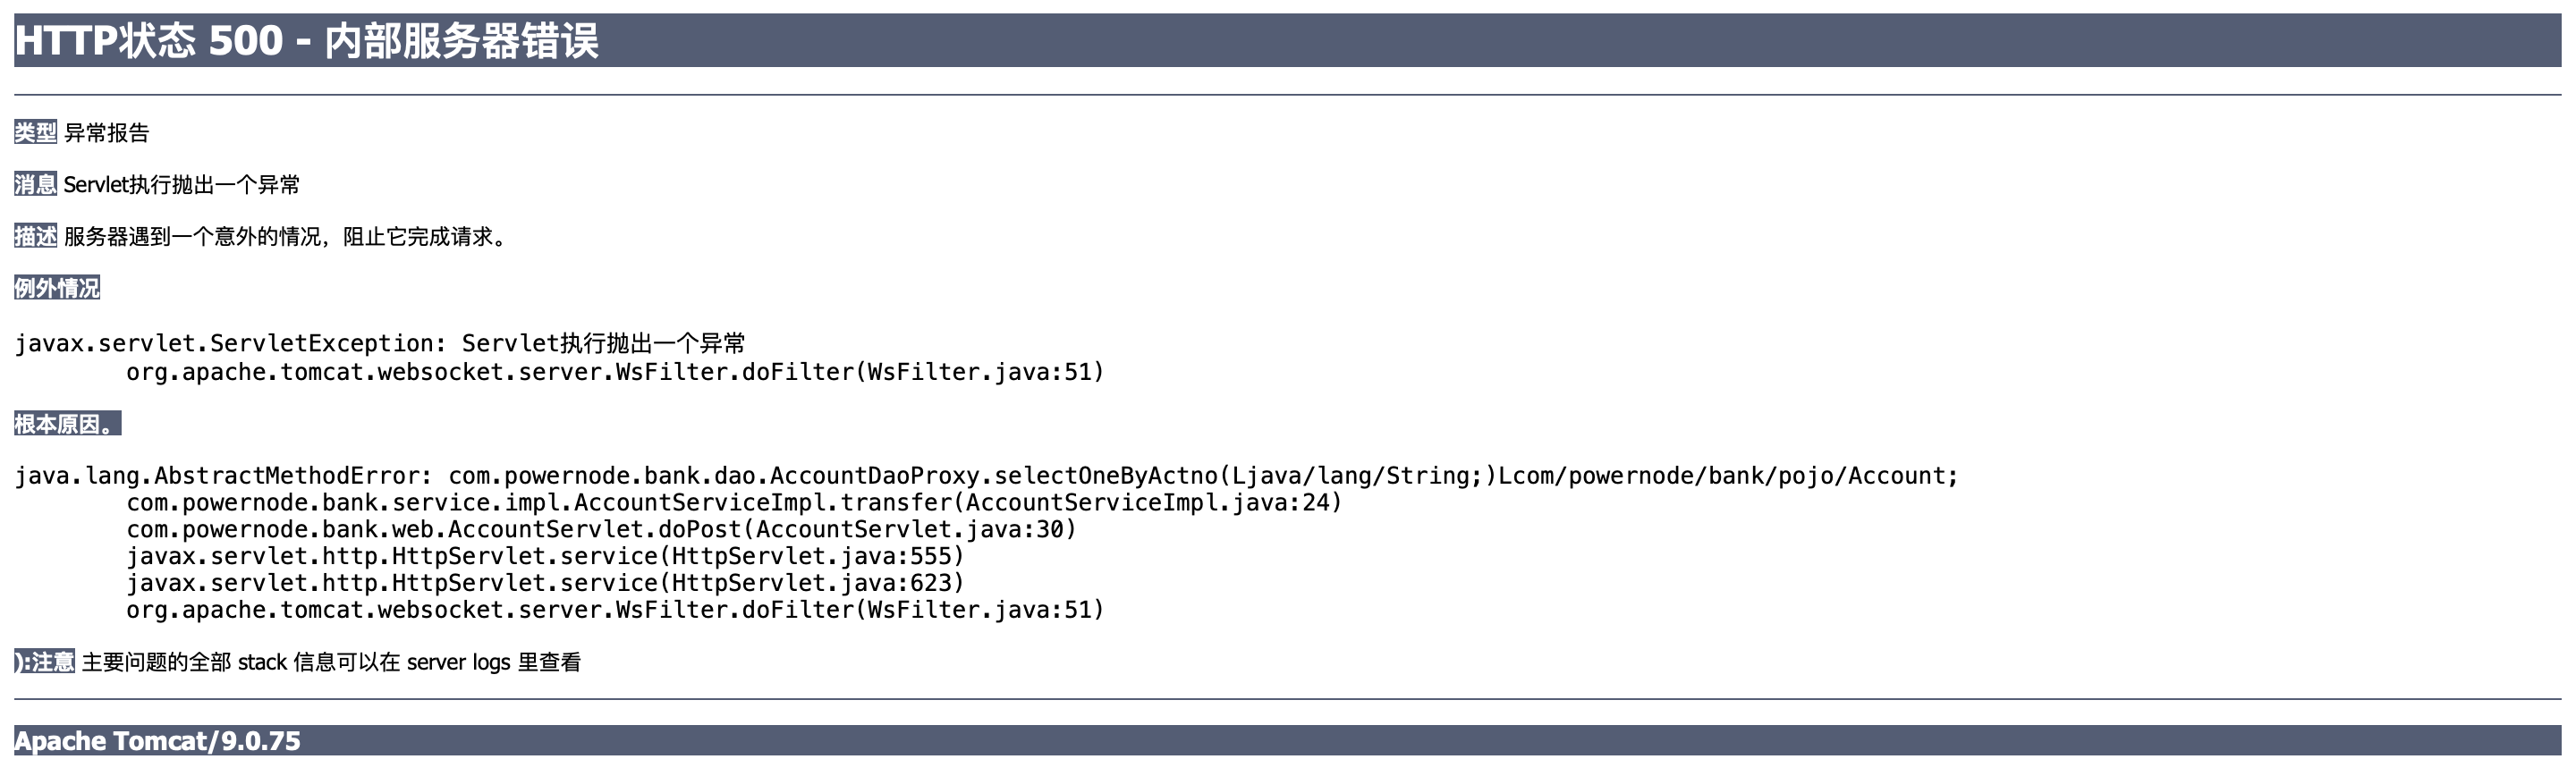 HTTP状态 500 - 内部服务器错误
类型 异常报告
消息 Servlet执行抛出一个异常
描述 服务器遇到一个意外的情况，阻止它完成请求。
例外情况
javax.servlet.ServletException: Servlet执行抛出一个异常
	org.apache.tomcat.websocket.server.WsFilter.doFilter(WsFilter.java:51)
根本原因。
java.lang.AbstractMethodError: com.powernode.bank.dao.AccountDaoProxy.selectOneByActno(Ljava/lang/String;)Lcom/powernode/bank/pojo/Account;
	com.powernode.bank.service.impl.AccountServiceImpl.transfer(AccountServiceImpl.java:24)
	com.powernode.bank.web.AccountServlet.doPost(AccountServlet.java:30)
	javax.servlet.http.HttpServlet.service(HttpServlet.java:555)
	javax.servlet.http.HttpServlet.service(HttpServlet.java:623)
	org.apache.tomcat.websocket.server.WsFilter.doFilter(WsFilter.java:51)
):注意 主要问题的全部 stack 信息可以在 server logs 里查看
Apache Tomcat/9.0.75